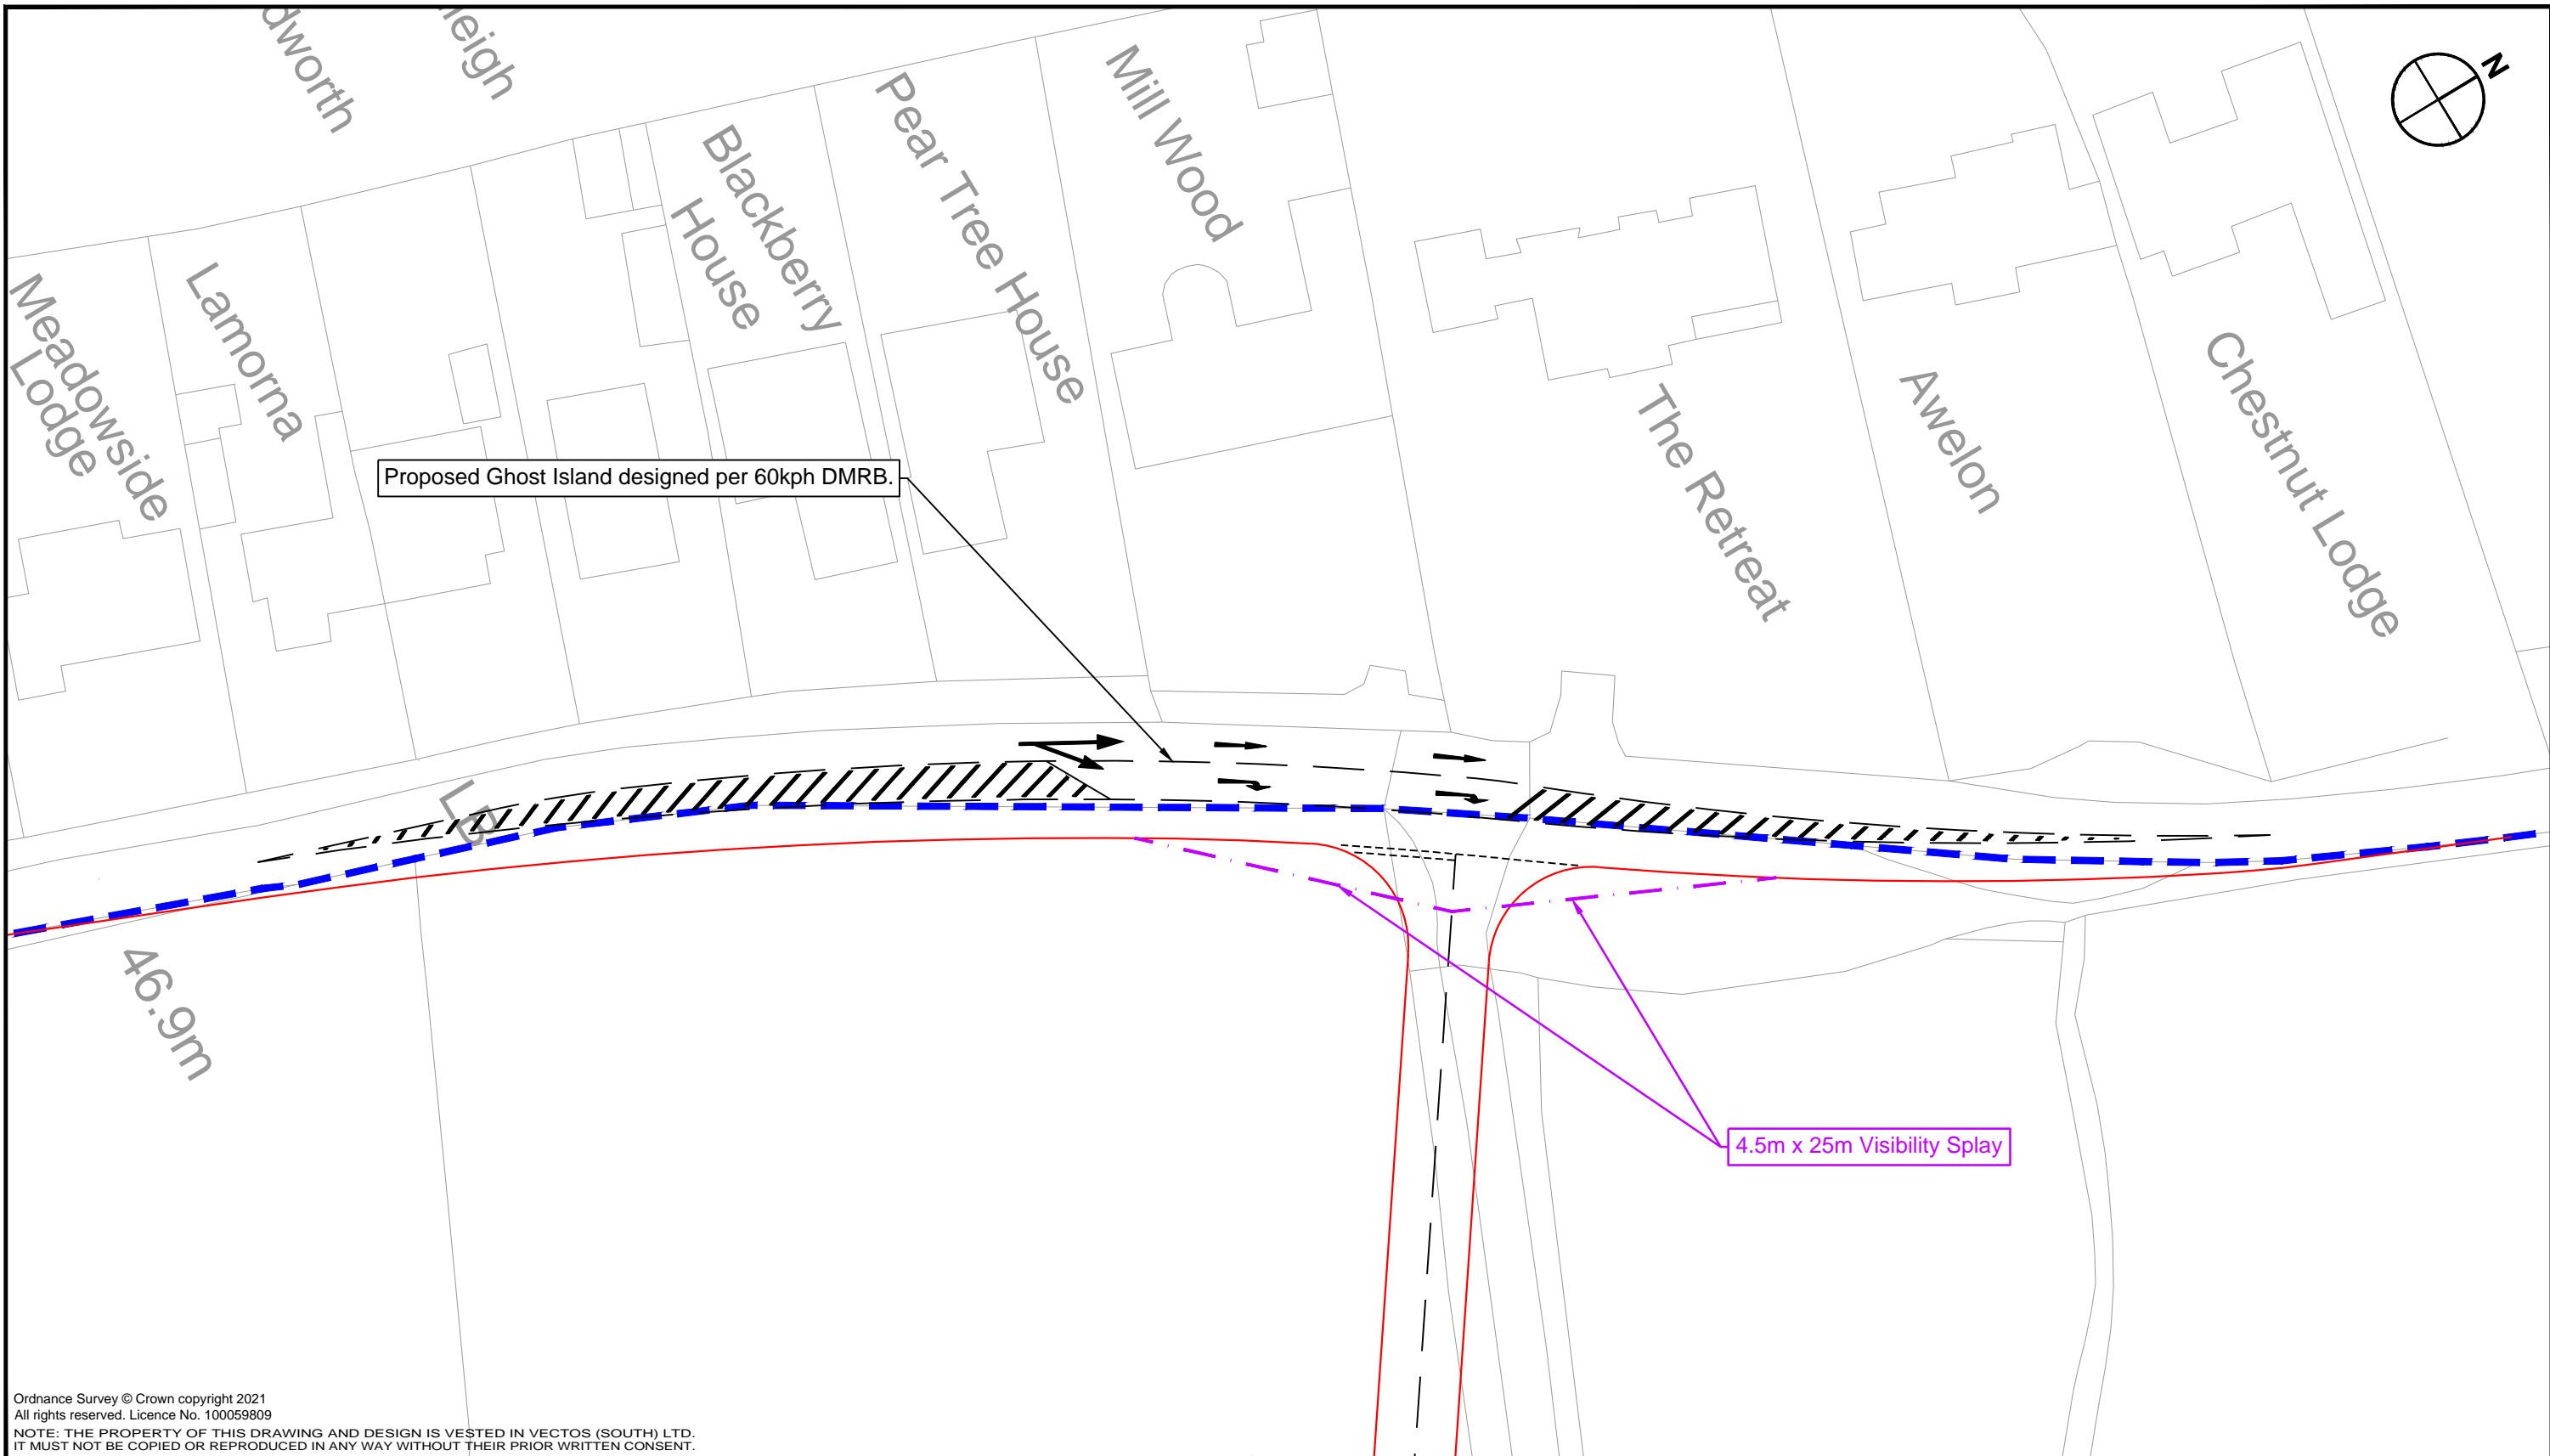 dworth
leigh
N
Mill Wood
Pear Tree House
Blackberry
House
Lamorna
Meadowside
Lodge
Chestnut Lodge
Awelon
The Retreat
Proposed Ghost Island designed per 60kph DMRB.
LB
46.9m
4.5m x 25m Visibility Splay
Ordnance Survey © Crown copyright 2021
All rights reserved. Licence No. 100059809
NOTE: THE PROPERTY OF THIS DRAWING AND DESIGN IS VESTED IN VECTOS (SOUTH) LTD.
IT MUST NOT BE COPIED OR REPRODUCED IN ANY WAY WITHOUT THEIR PRIOR WRITTEN CONSENT.